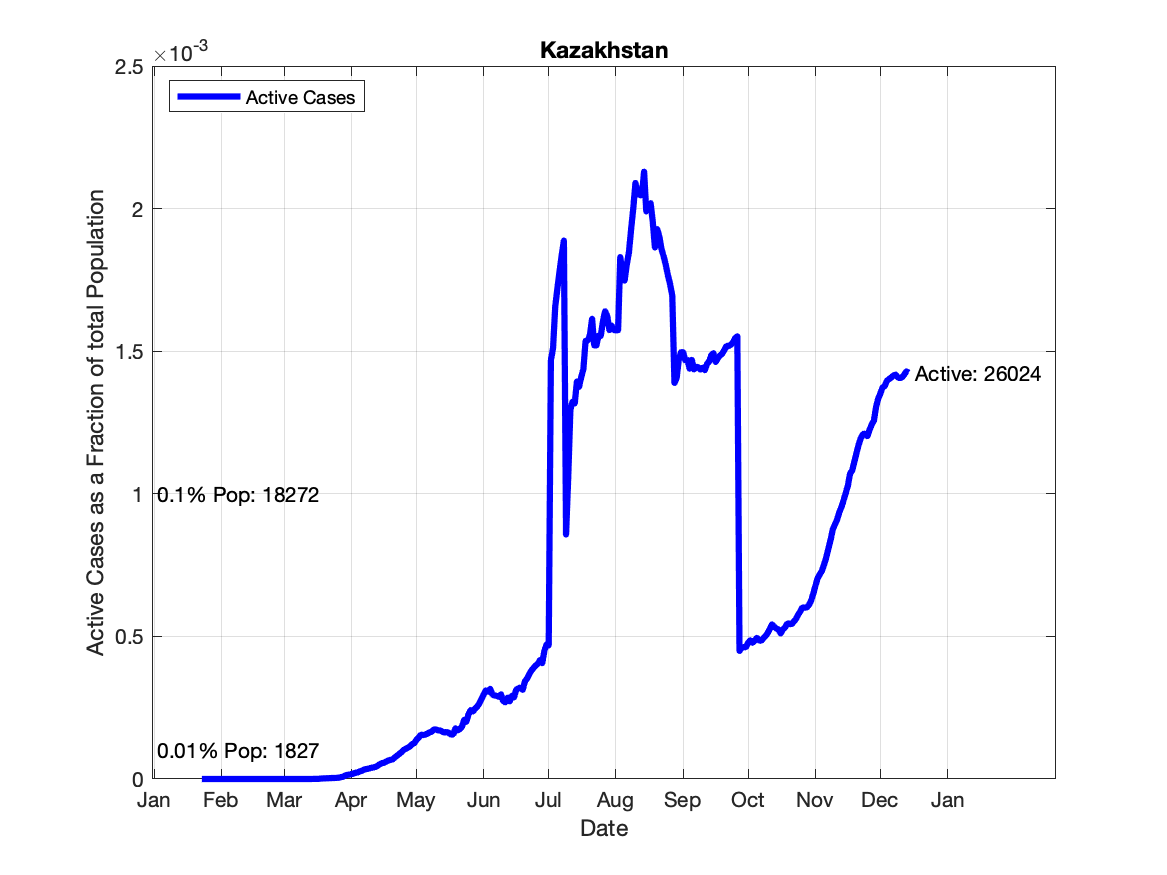 Kazakhstan
×10-3
2.5
2
1.5
1
0.5
0
Active Cases
Active Cases as a Fraction of total Population
Active: 26024
0.1% Pop: 18272
0.01% Pop: 1827
Jan Feb Mar Apr May Jun Jul Aug Sep Oct Nov Dec Jan
Date